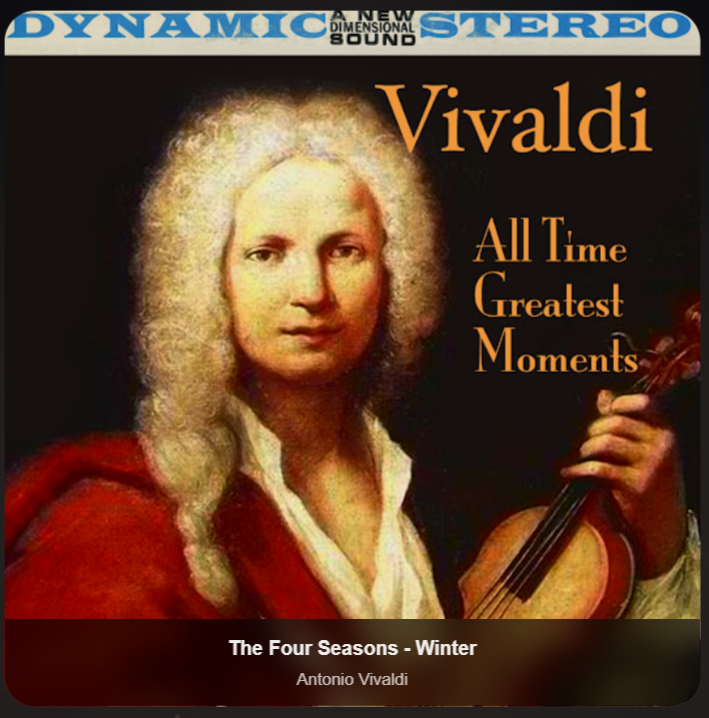 DYNAMIC A NEW DIMENSIONAL SOUND STEREO
Vivaldi
All Time
Greatest
Moments
The Four Seasons - Winter
Antonio Vivaldi